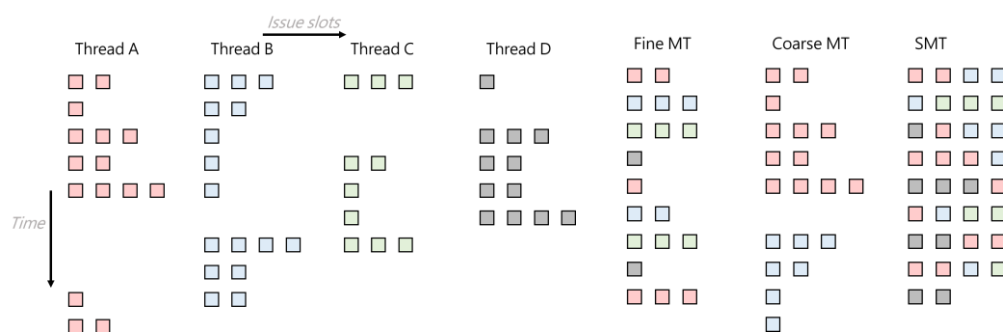 Issue slots
Thread A
Thread B
Thread C
Thread D
Fine MT
Coarse MT
SMT
Time